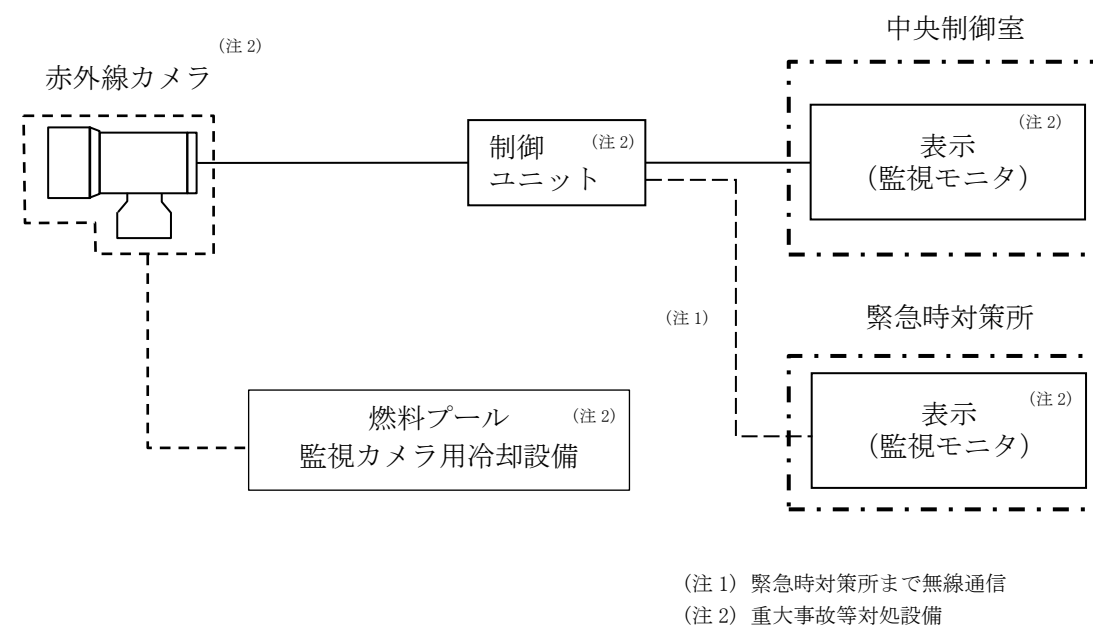 中央制御室
(注 2)
赤外線カメラ
制御 (注 2)
ユニット
(注 2)
表示
(監視モニタ)
(注 1)
緊急時対策所
(注 2)
表示
(監視モニタ)
燃料プール (注 2)
監視カメラ用冷却設備
(注 1) 緊急時対策所まで無線通信
(注 2) 重大事故等対処設備